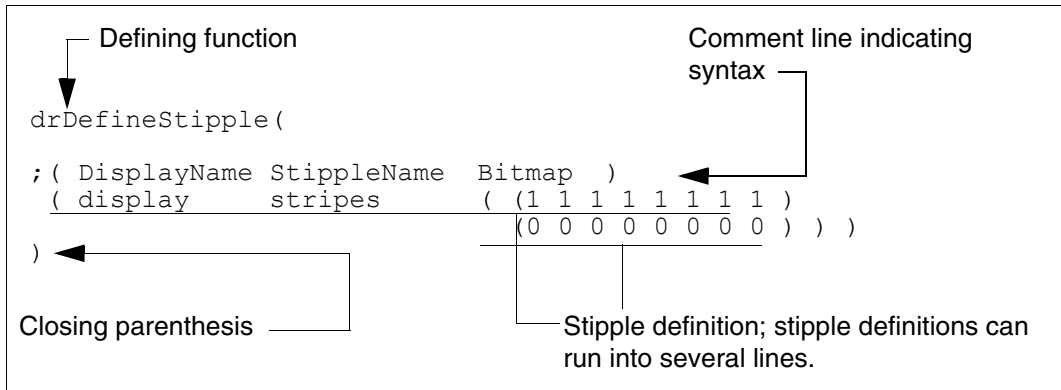 Defining function
Comment line indicating
syntax
drDefineStipple(
;( DisplayName StippleName Bitmap )
( display stripes ( (1 1 1 1 1 1 1 1 )
(0 0 0 0 0 0 0 0 ) ) )
)
Closing parenthesis
Stipple definition; stipple definitions can
run into several lines.